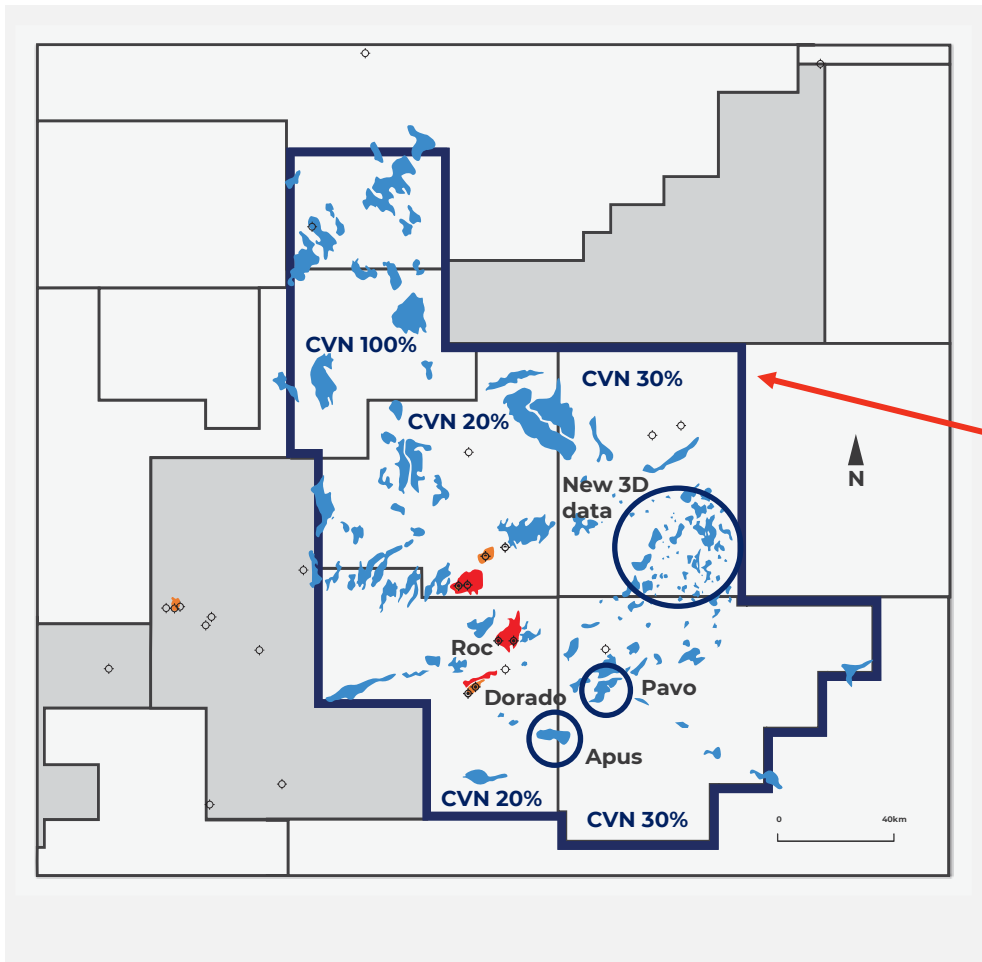 CVN 100%
CVN 30%
CVN 20%
N
New 3D
data
Roc
Dorado
Pavo
Apus
CVN 20%
CVN 30%
0
40km